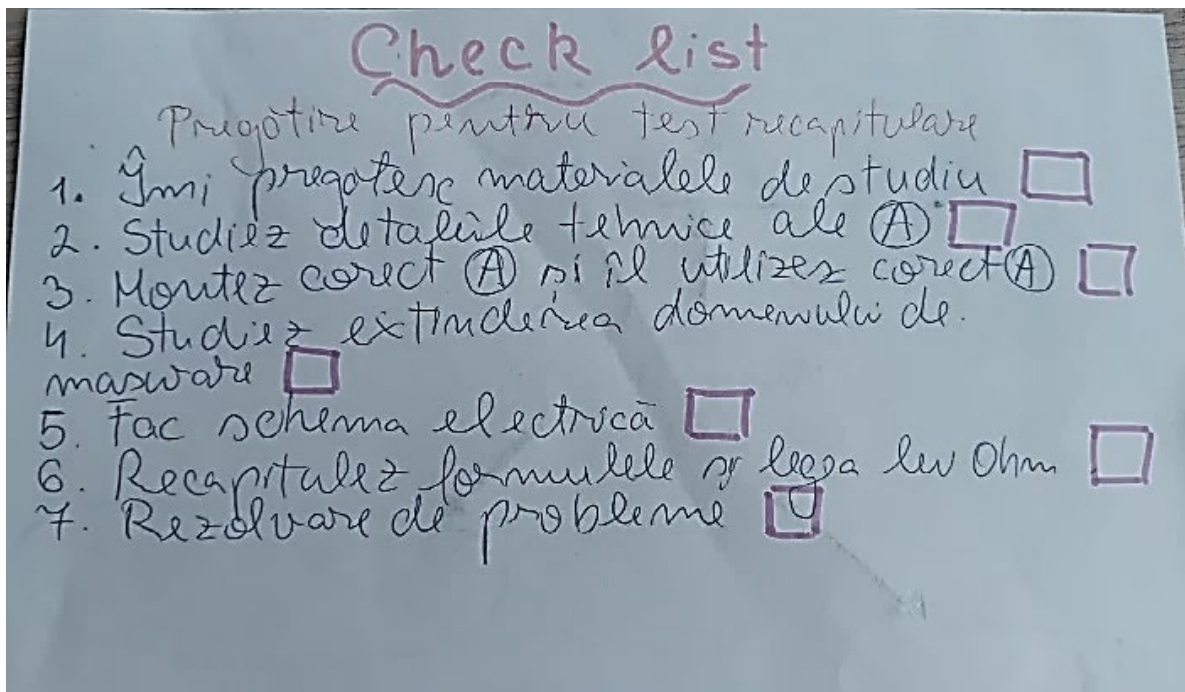 Check list
Pregătire pentru test recapitulare
1. Îmi pregătesc materialele de studiu
2. Studiez detaliile tehnice ale A
3. Montez corect A și îl utilizez corect A
4. Studiez extinderea domeniului de
masurare
5. Fac schema electrică
6. Recapitulez formulele și legea lui Ohm
7. Rezolvare de probleme